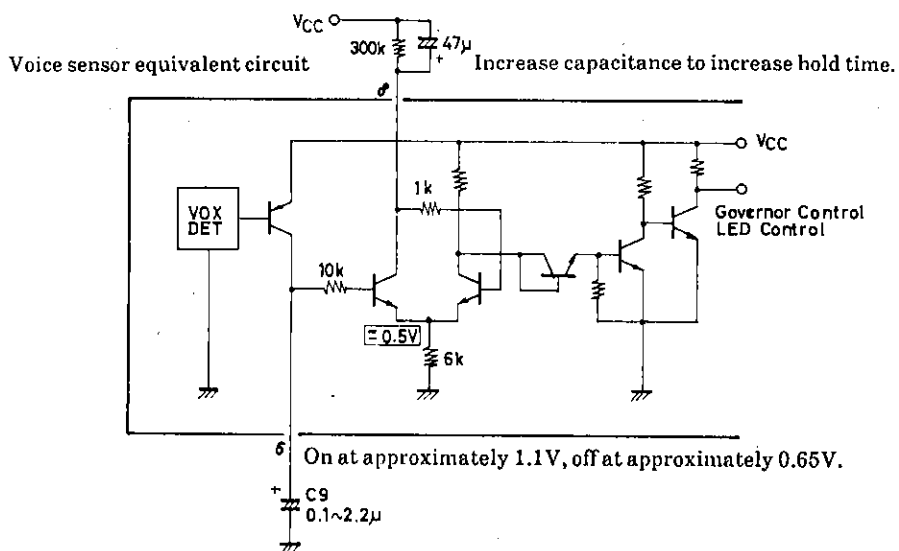 VCC
300k
47μ
+
Voice sensor equivalent circuit
Increase capacitance to increase hold time.
8
VCC
1k
VOX
DET
Governor Control
LED Control
10k
≡0.5V
6k
6
On at approximately 1.1V, off at approximately 0.65V.
+
C9
0.1~2.2μ